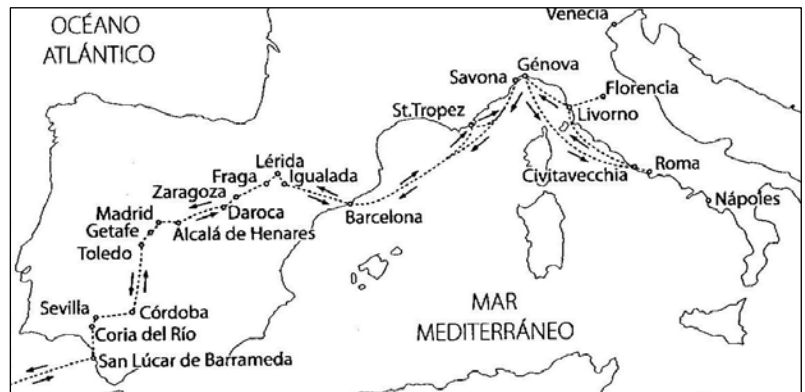 OCÉANO
ATLÁNTICO
Venecia
Génova
Savona
Florencia
Livorno
St.Tropez
Lérida
Fraga
Igualada
Zaragoza
Civitavecchia
Roma
Madrid
Daroca
Barcelona
Nápoles
Getafe
Alcalá de Henares
Toledo
Sevilla
Córdoba
MAR
MEDITERRÁNEO
Coria del Río
San Lúcar de Barrameda